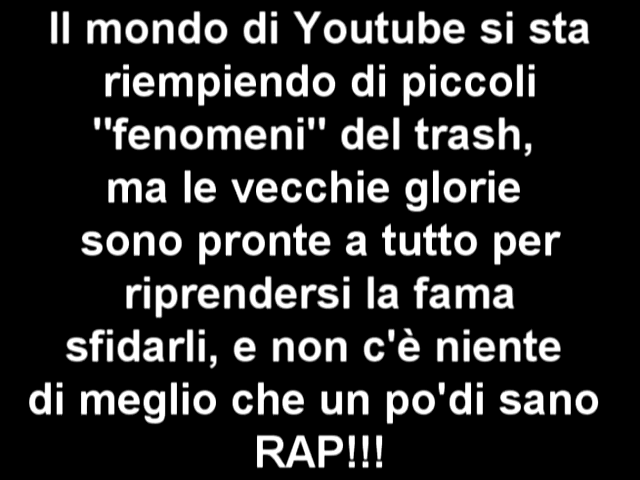 Il mondo di Youtube si sta
riempiendo di piccoli
"fenomeni" del trash,
ma le vecchie glorie
sono pronte a tutto per
riprendersi la fama
sfidarli, e non c'è niente
di meglio che un po'di sano
RAP!!!